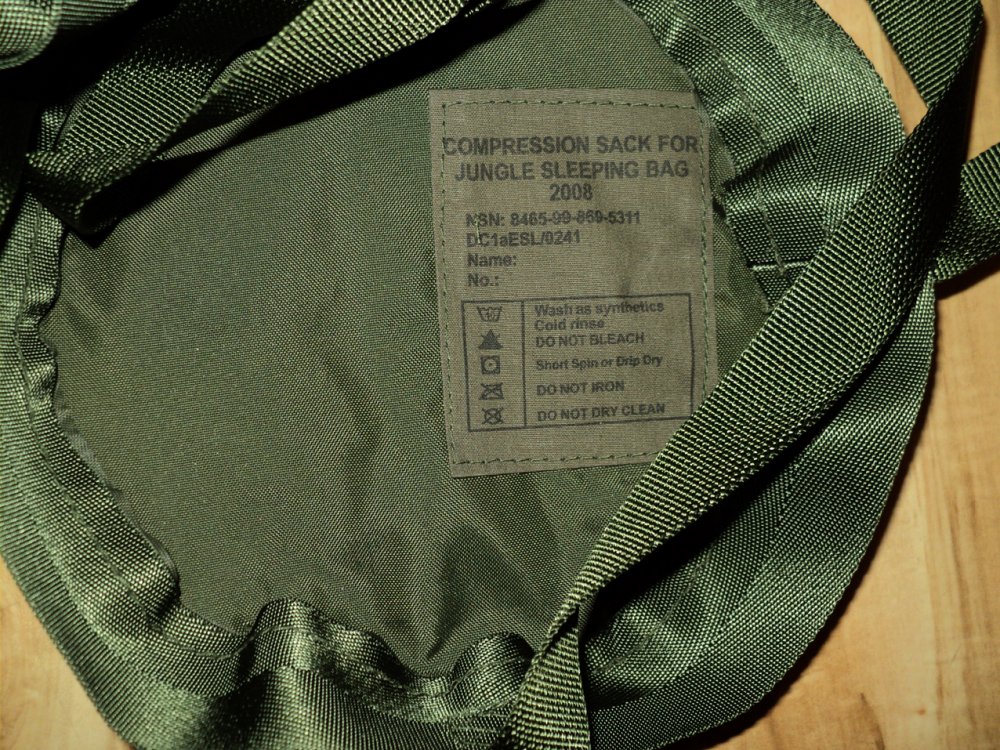 COMPRESSION SACK FOR
JUNGLE SLEEPING BAG
2008
NSN: 8465-99-869-5311
DC1aESL/0241
Name:
No.:
Wash as synthetics
Cold rinse
DO NOT BLEACH
Short Spin or Drip Dry
DO NOT IRON
DO NOT DRY CLEAN